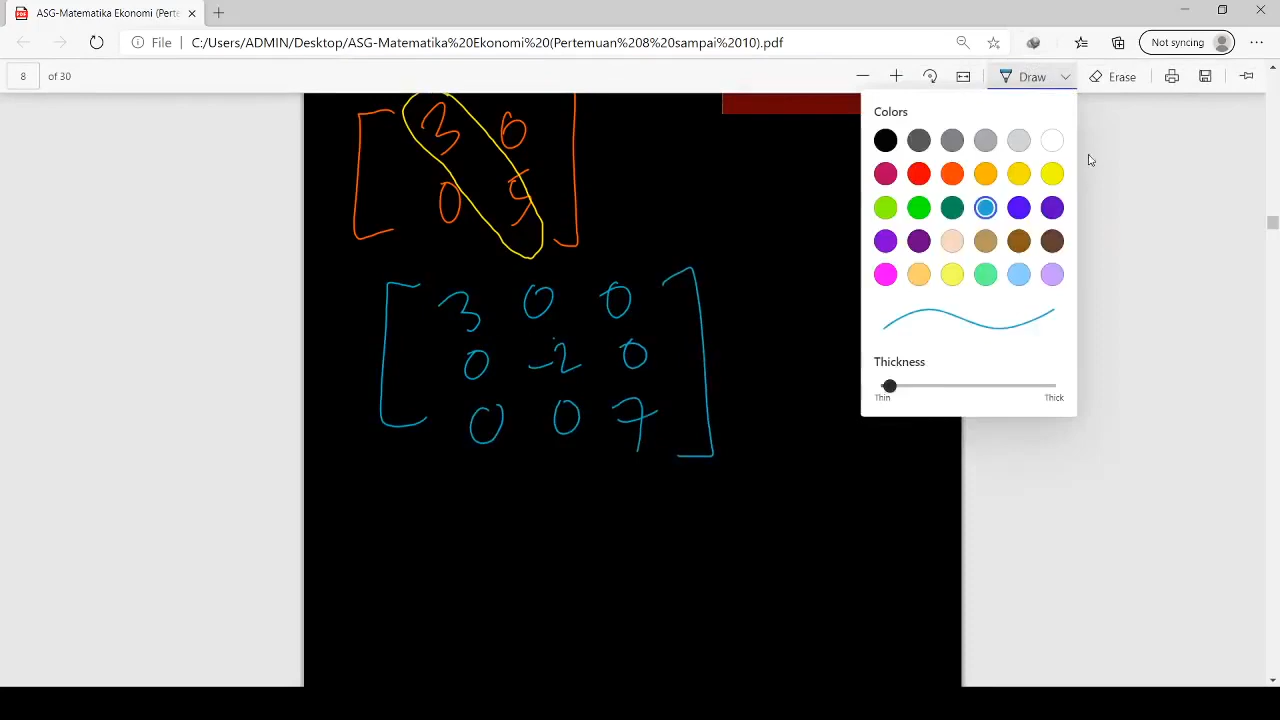 ASG-Matematika Ekonomi (Perte
File | C:/Users/ADMIN/Desktop/ASG-Matematika%20Ekonomi%20(Pertemuan%208%20sampai%2010).pdf
Not syncing
8 of 30
Draw
Erase
Colors
Thickness
Thin Thick
3 0
0 5
3 0 0
0 -2 0
0 0 7